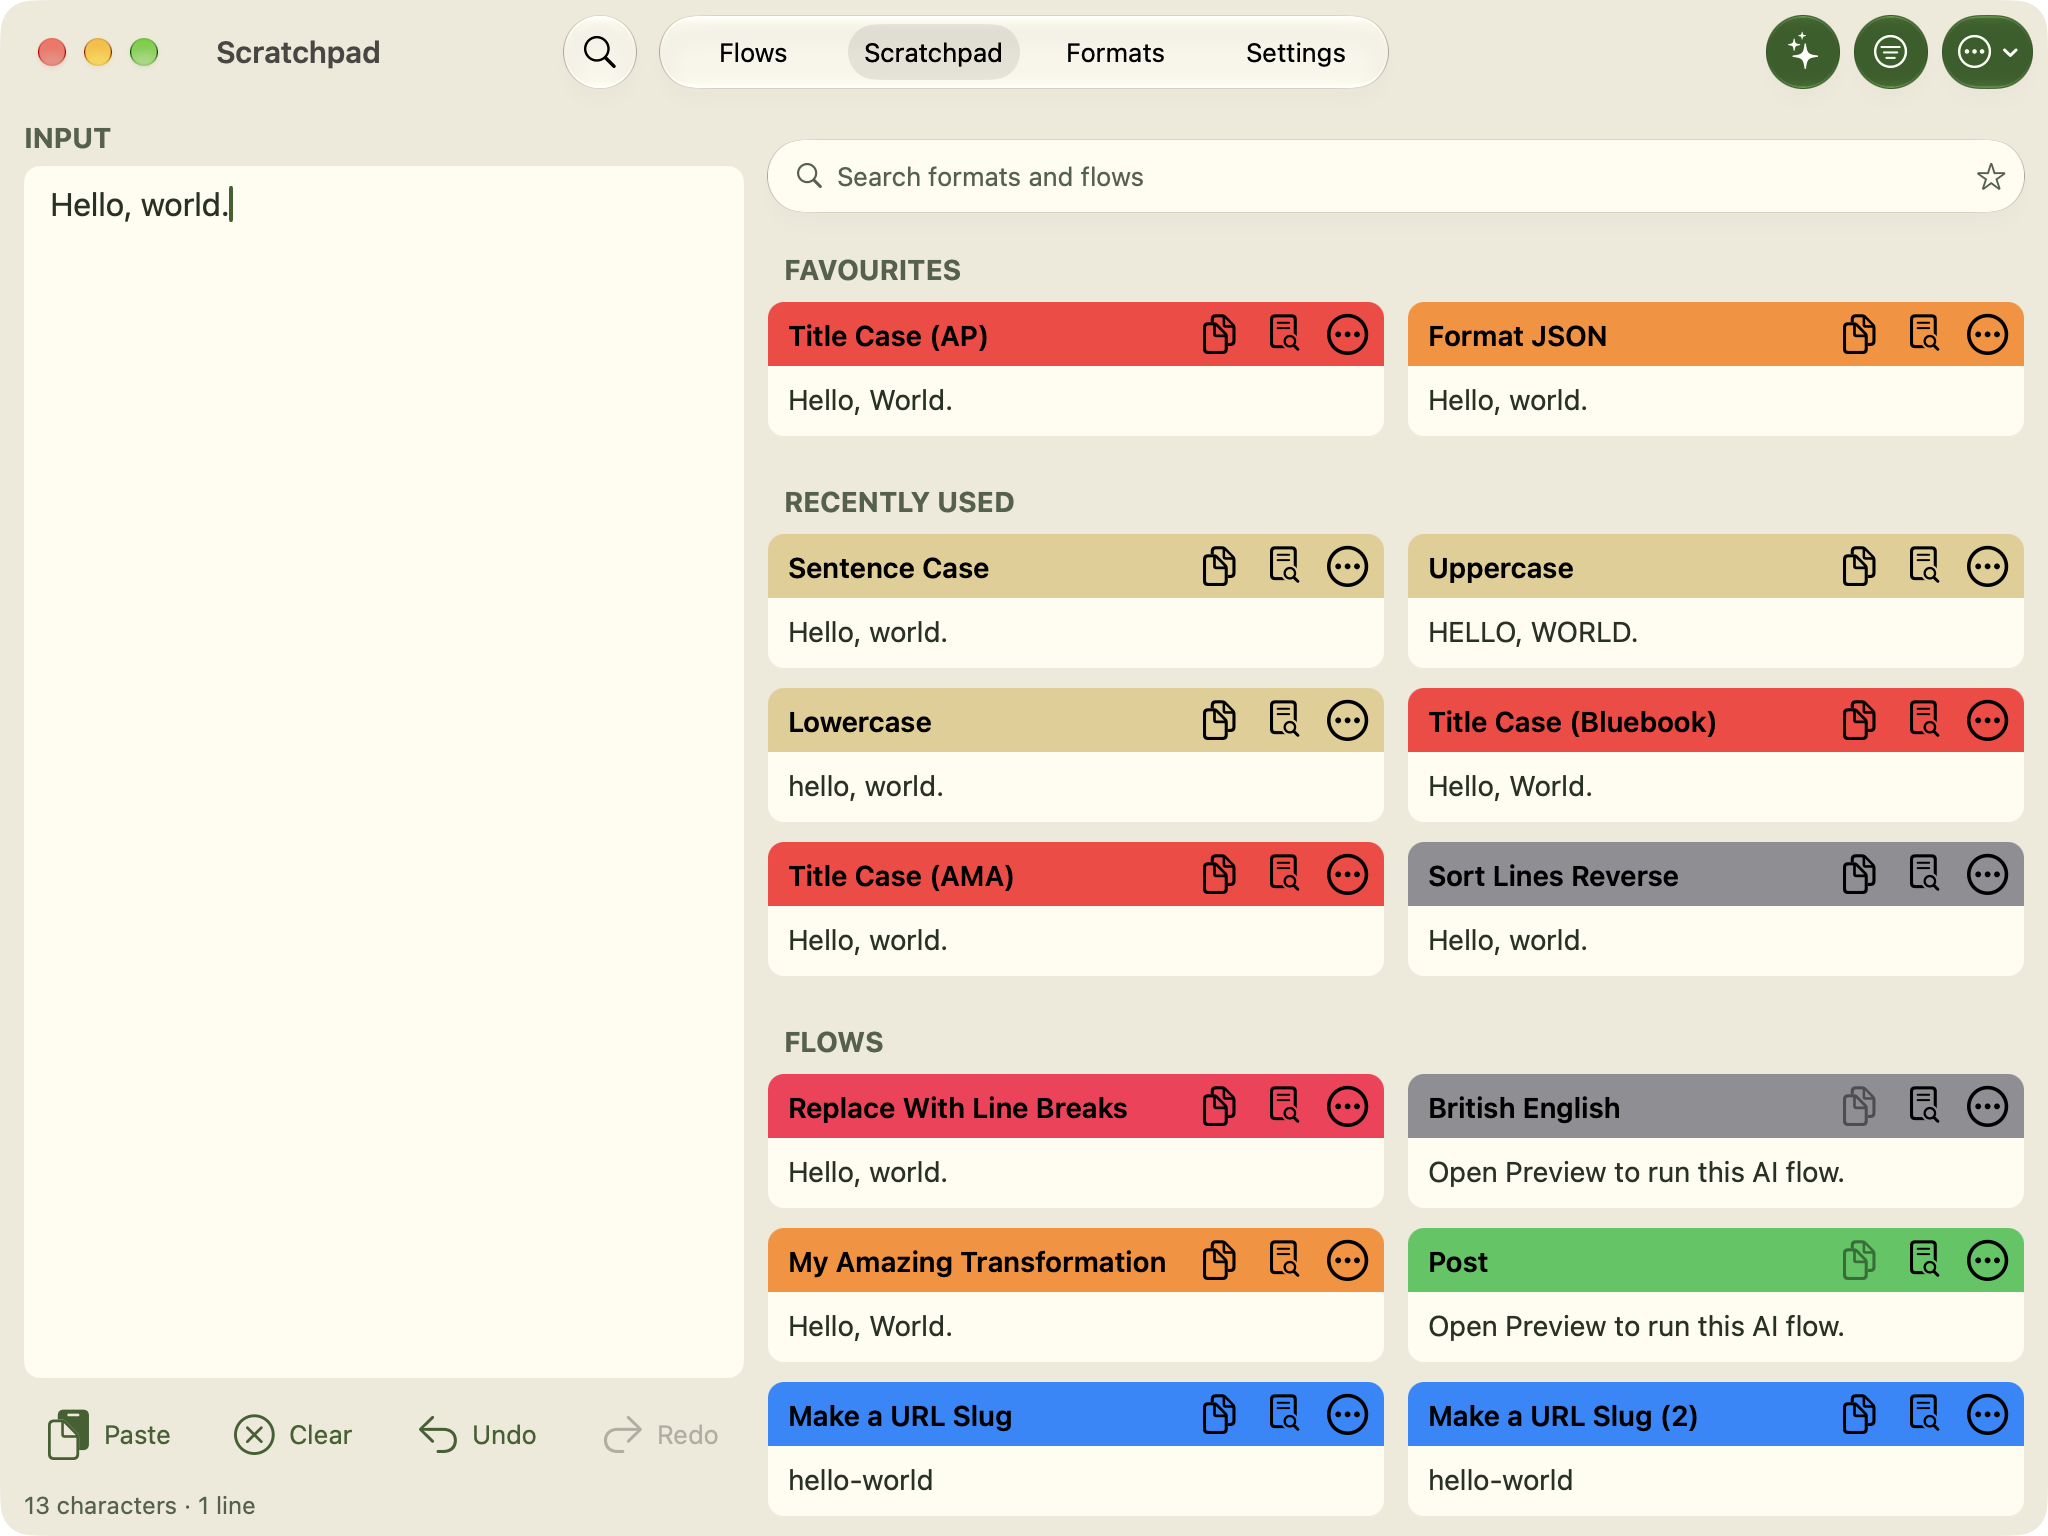 Scratchpad
Flows Scratchpad Formats Settings
INPUT
Hello, world.
Paste Clear Undo Redo
13 characters · 1 line
Search formats and flows
FAVOURITES
Title Case (AP)
Hello, World.
Format JSON
Hello, world.
RECENTLY USED
Sentence Case
Hello, world.
Uppercase
HELLO, WORLD.
Lowercase
hello, world.
Title Case (Bluebook)
Hello, World.
Title Case (AMA)
Hello, world.
Sort Lines Reverse
Hello, world.
FLOWS
Replace With Line Breaks
Hello, world.
British English
Open Preview to run this AI flow.
My Amazing Transformation
Hello, World.
Post
Open Preview to run this AI flow.
Make a URL Slug
hello-world
Make a URL Slug (2)
hello-world